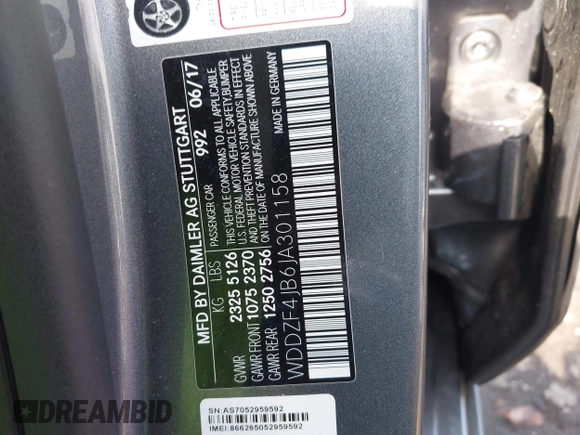 MFD BY DAIMLER AG STUTTGART
992 06/17
PASSENGER CAR
KG LBS
THIS VEHICLE CONFORMS TO ALL APPLICABLE
U.S. FEDERAL MOTOR VEHICLE SAFETY,BUMPER
AND THEFT PREVENTION STANDARDS IN EFFECT
ON THE DATE OF MANUFACTURE SHOWN ABOVE
GVWR 2325 5126
GAWR FRONT 1075 2370
GAWR REAR 1250 2756
MADE IN GERMANY
WDDZF4JB6JA301158
SN:AS7052959592
IMEI:866265052959592
© RideSafely